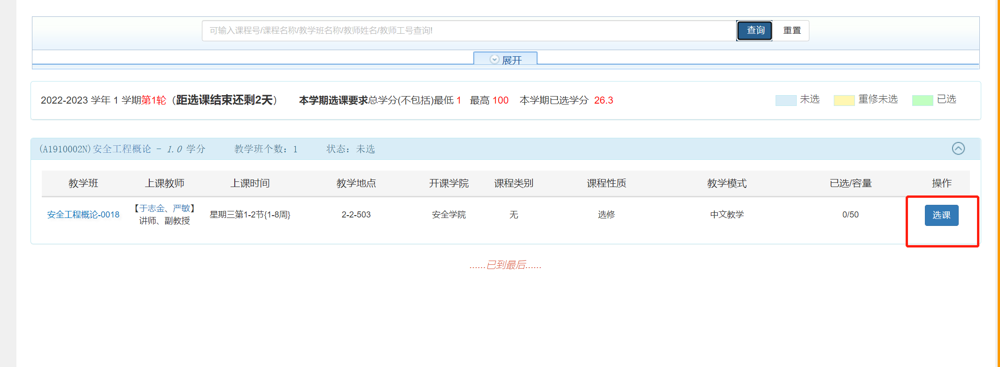 可输入课程号/课程名称/教学班名称/教师姓名/教师工号查询! 查询 重置
展开
2022-2023 学年 1 学期第1轮（距选课结束还剩2天） 本学期选课要求总学分(不包括)最低 1 最高 100 本学期已选学分 26.3 未选 重修未选 已选
(A1910002N)安全工程概论 - 1.0 学分 教学班个数：1 状态：未选
教学班 上课教师 上课时间 教学地点 开课学院 课程类别 课程性质 教学模式 已选/容量 操作
安全工程概论-0018 【于志金、严敏】 星期三第1-2节{1-8周} 2-2-503 安全学院 无 选修 中文教学 0/50 选课
讲师、副教授
......已到最后......